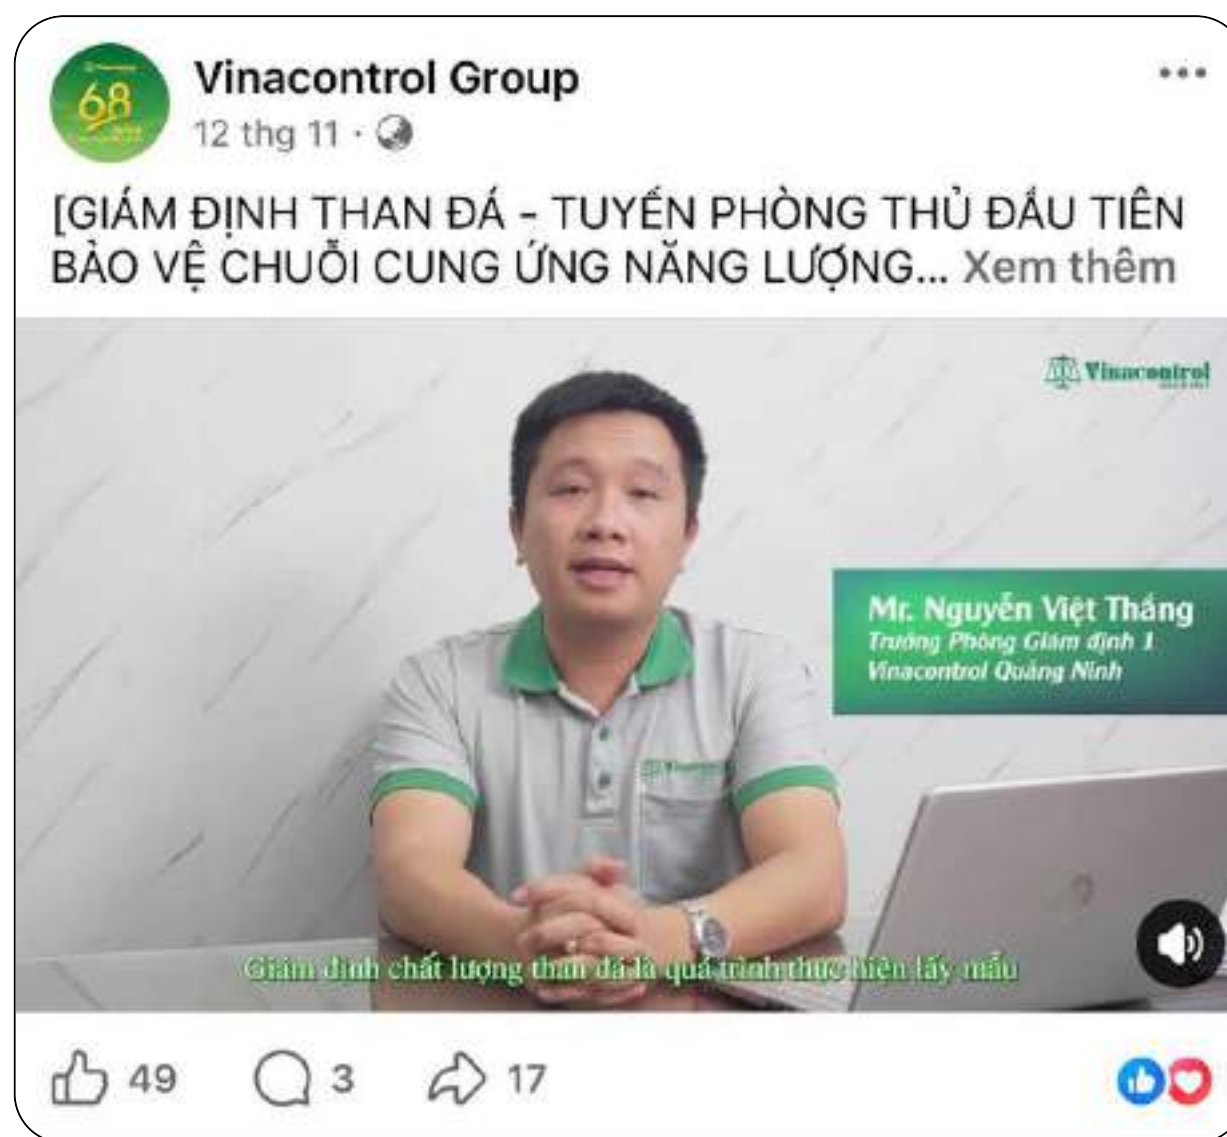 68
Vinacontrol Group
12 thg 11 ·
[GIÁM ĐỊNH THAN ĐÁ - TUYẾN PHÒNG THỦ ĐẦU TIÊN
BẢO VỆ CHUỖI CUNG ỨNG NĂNG LƯỢNG... Xem thêm
Vinacontrol
Mr. Nguyễn Việt Thắng
Trưởng Phòng Giám định 1
Vinacontrol Quảng Ninh
Giám định chất lượng than đá là quá trình thực hiện lấy mẫu
49
3
17